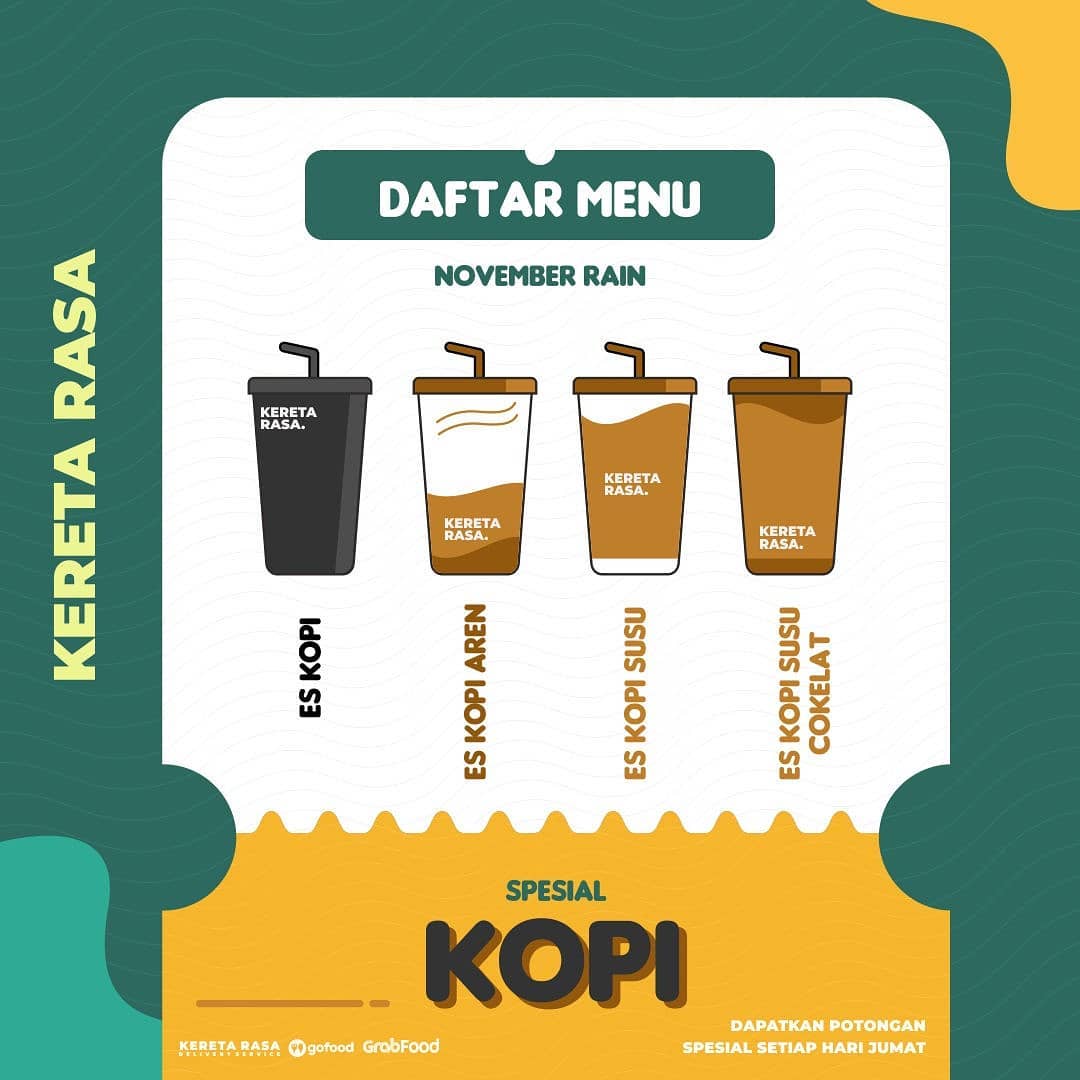 KERETA RASA
DAFTAR MENU
NOVEMBER RAIN
KERETA
RASA.
KERETA
RASA.
KERETA
RASA.
KERETA
RASA.
ES KOPI
ES KOPI AREN
ES KOPI SUSU
ES KOPI SUSU
COKELAT
SPESIAL
KOPI
DAPATKAN POTONGAN
SPESIAL SETIAP HARI JUMAT
KERETA RASA
DELIVERY SERVICE
gofood
GrabFood